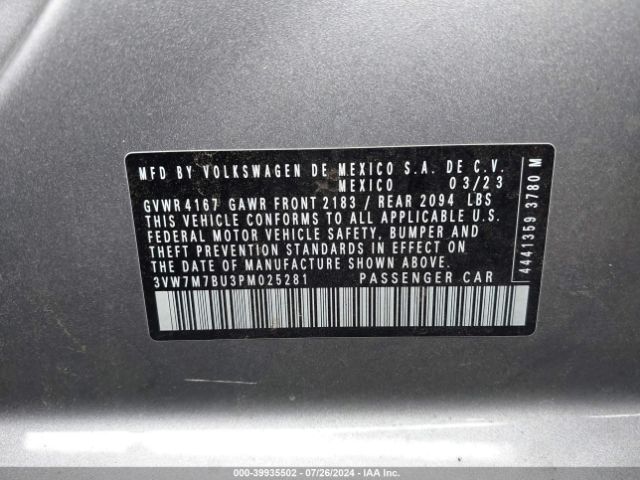 MFD BY VOLKSWAGEN DE MEXICO S.A. DE C.V.
MEXICO 03/23
GVWR 4167 GAWR FRONT 2183 / REAR 2094 LBS
THIS VEHICLE CONFORMS TO ALL APPLICABLE U.S.
FEDERAL MOTOR VEHICLE SAFETY, BUMPER AND
THEFT PREVENTION STANDARDS IN EFFECT ON
THE DATE OF MANUFACTURE SHOWN ABOVE.
3VW7M7BU3PM025281 PASSENGER CAR
4441359 3780 M
000-39935502 / 07/26/2024 / IAA Inc.